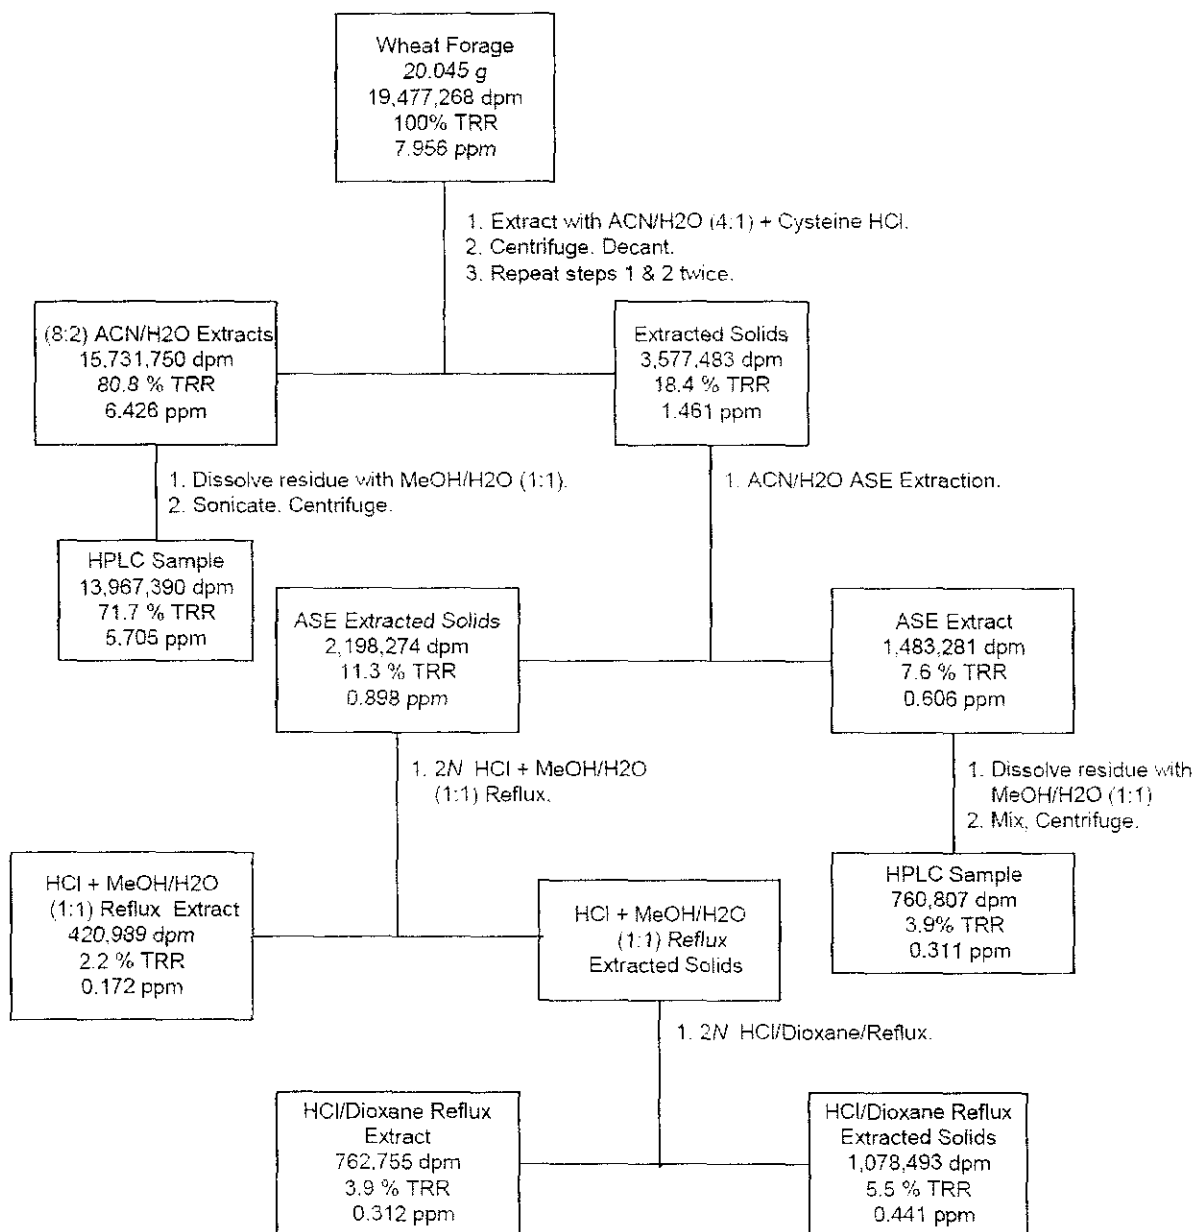 Wheat Forage
20.045 g
19,477,268 dpm
100% TRR
7.956 ppm
1. Extract with ACN/H2O (4:1) + Cysteine HCl.
2. Centrifuge. Decant.
3. Repeat steps 1 & 2 twice.
(8:2) ACN/H2O Extracts
15,731,750 dpm
80.8 % TRR
6.426 ppm
Extracted Solids
3,577,483 dpm
18.4 % TRR
1.461 ppm
1. Dissolve residue with MeOH/H2O (1:1).
2. Sonicate. Centrifuge.
1. ACN/H2O ASE Extraction.
HPLC Sample
13,967,390 dpm
71.7 % TRR
5.705 ppm
ASE Extracted Solids
2,198,274 dpm
11.3 % TRR
0.898 ppm
ASE Extract
1,483,281 dpm
7.6 % TRR
0.606 ppm
1. 2N HCl + MeOH/H2O
(1:1) Reflux.
1. Dissolve residue with
MeOH/H2O (1:1)
2. Mix, Centrifuge.
HCl + MeOH/H2O
(1:1) Reflux Extract
420,989 dpm
2.2 % TRR
0.172 ppm
HCl + MeOH/H2O
(1:1) Reflux
Extracted Solids
HPLC Sample
760,807 dpm
3.9% TRR
0.311 ppm
1. 2N HCl/Dioxane/Reflux.
HCl/Dioxane Reflux
Extract
762,755 dpm
3.9 % TRR
0.312 ppm
HCl/Dioxane Reflux
Extracted Solids
1,078,493 dpm
5.5 % TRR
0.441 ppm